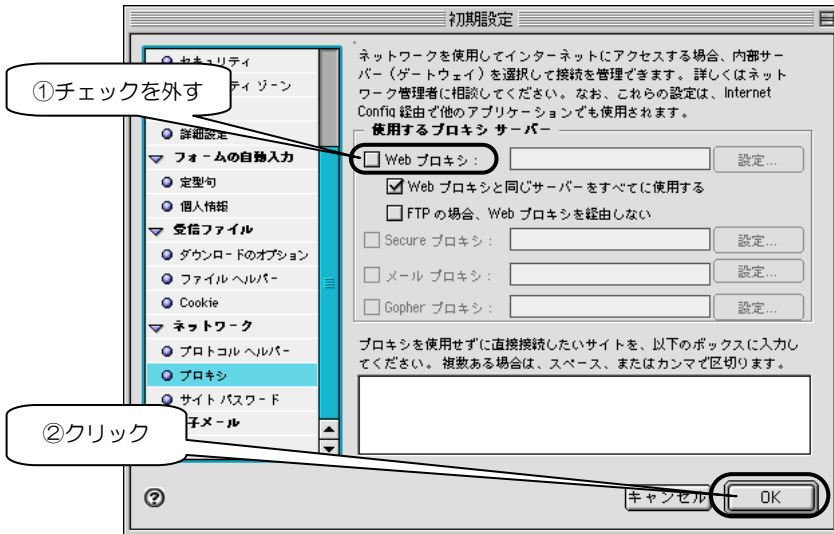 初期設定
セキュリティ
ティ ゾーン
詳細設定
フォームの自動入力
定型句
個人情報
受信ファイル
ダウンロードのオプション
ファイル ヘルパー
Cookie
ネットワーク
プロトコル ヘルパー
プロキシ
サイト パスワード
子メール
①チェックを外す
②クリック
ネットワークを使用してインターネットにアクセスする場合、内部サー
バー（ゲートウェイ）を選択して接続を管理できます。詳しくはネット
ワーク管理者に相談してください。なお、これらの設定は、Internet
Config 経由で他のアプリケーションでも使用されます。
使用するプロキシ サーバー
Web プロキシ： 設定...
Web プロキシと同じサーバーをすべてに使用する
FTP の場合、Web プロキシを経由しない
Secure プロキシ： 設定...
メール プロキシ： 設定...
Gopher プロキシ： 設定...
プロキシを使用せずに直接接続したいサイトを、以下のボックスに入力し
てください。複数ある場合は、スペース、またはカンマで区切ります。
? キャンセル OK